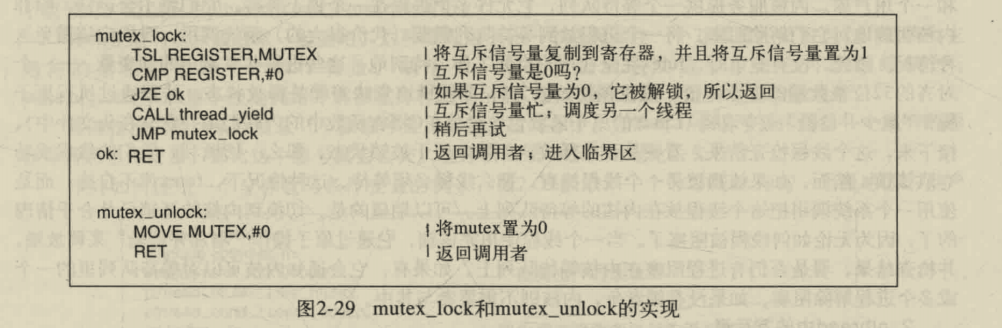 mutex_lock:
TSL REGISTER,MUTEX |将互斥信号量复制到寄存器，并且将互斥信号量置为1
CMP REGISTER,#0 |互斥信号量是0吗?
JZE ok |如果互斥信号量为0，它被解锁，所以返回
CALL thread_yield |互斥信号量忙，调度另一个线程
JMP mutex_lock |稍后再试
ok: RET |返回调用者；进入临界区
mutex_unlock:
MOVE MUTEX,#0 |将mutex置为0
RET |返回调用者
图2-29 mutex_lock和mutex_unlock的实现